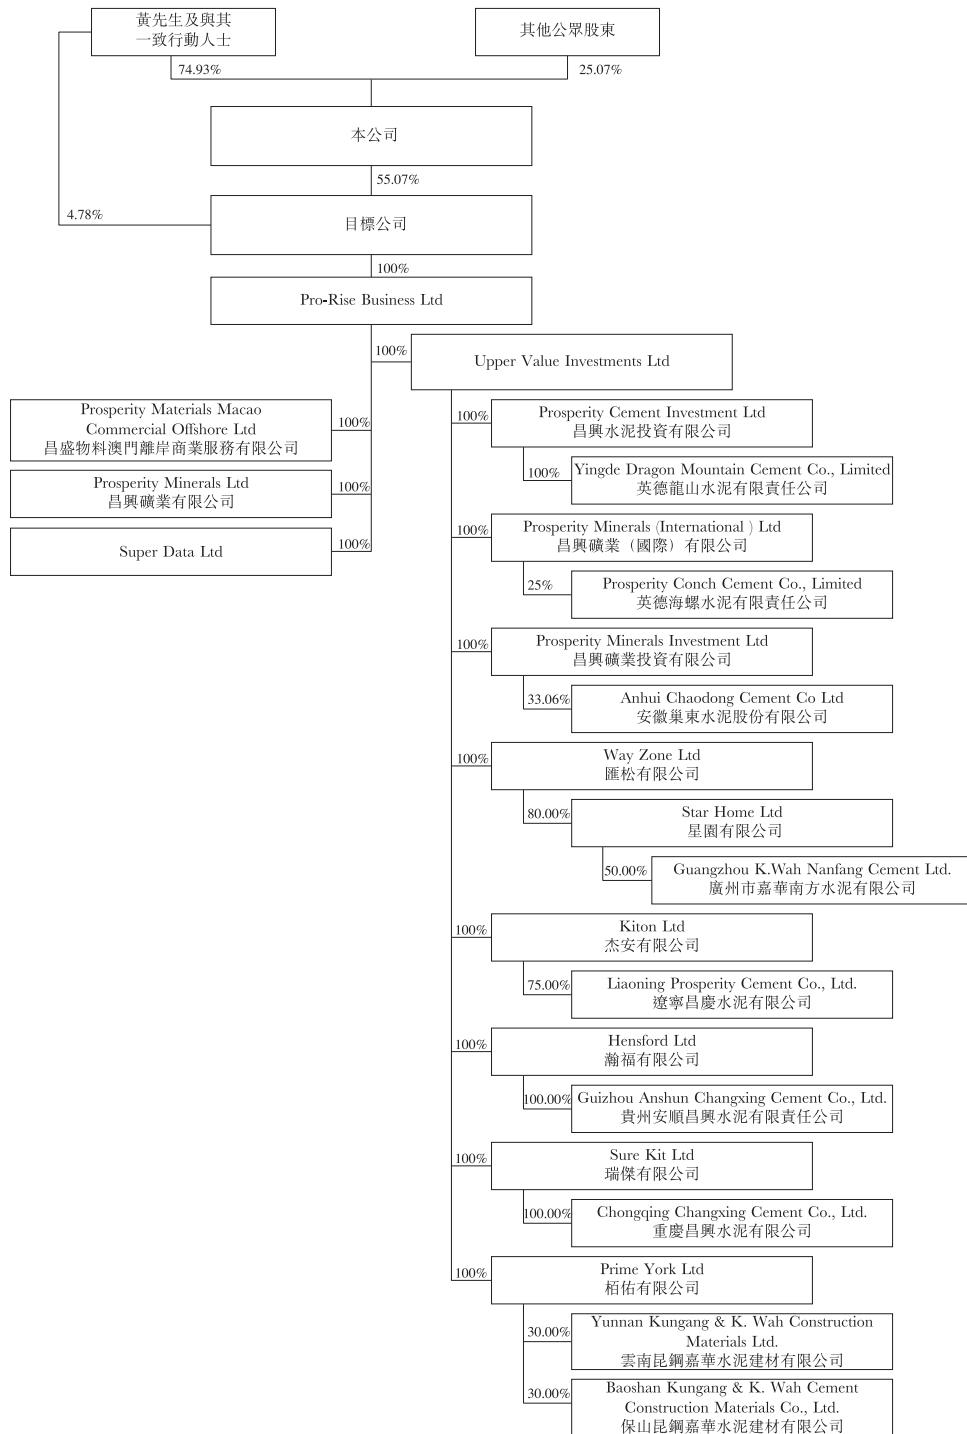 黃先生及與其
一致行動人士
其他公眾股東
74.93%
25.07%
本公司
55.07%
4.78%
目標公司
100%
Pro-Rise Business Ltd
100%
Upper Value Investments Ltd
Prosperity Materials Macao
Commercial Offshore Ltd
昌盛物料澳門離岸商業服務有限公司
100%
Prosperity Minerals Ltd
昌興礦業有限公司
100%
Super Data Ltd
100%
100%
Prosperity Cement Investment Ltd
昌興水泥投資有限公司
100%
Yingde Dragon Mountain Cement Co., Limited
英德龍山水泥有限責任公司
100%
Prosperity Minerals (International ) Ltd
昌興礦業（國際）有限公司
25%
Prosperity Conch Cement Co., Limited
英德海螺水泥有限責任公司
100%
Prosperity Minerals Investment Ltd
昌興礦業投資有限公司
33.06%
Anhui Chaodong Cement Co Ltd
安徽巢東水泥股份有限公司
100%
Way Zone Ltd
匯松有限公司
80.00%
Star Home Ltd
星園有限公司
50.00%
Guangzhou K.Wah Nanfang Cement Ltd.
廣州市嘉華南方水泥有限公司
100%
Kiton Ltd
杰安有限公司
75.00%
Liaoning Prosperity Cement Co., Ltd.
遼寧昌慶水泥有限公司
100%
Hensford Ltd
瀚福有限公司
100.00%
Guizhou Anshun Changxing Cement Co., Ltd.
貴州安順昌興水泥有限責任公司
100%
Sure Kit Ltd
瑞傑有限公司
100.00%
Chongqing Changxing Cement Co., Ltd.
重慶昌興水泥有限公司
100%
Prime York Ltd
栢佑有限公司
30.00%
Yunnan Kungang & K. Wah Construction
Materials Ltd.
雲南昆鋼嘉華水泥建材有限公司
30.00%
Baoshan Kungang & K. Wah Cement
Construction Materials Co., Ltd.
保山昆鋼嘉華水泥建材有限公司